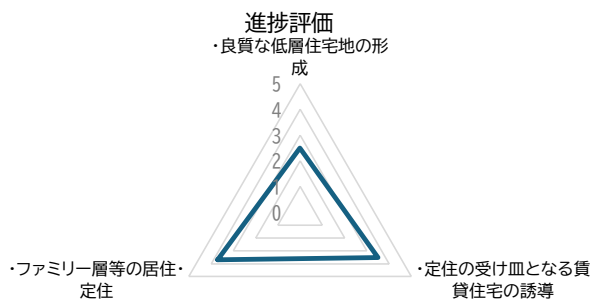 進捗評価
・良質な低層住宅地の形
成
5
4
3
2
1
0
・ファミリー層等の居住・
定住
・定住の受け皿となる賃
貸住宅の誘導